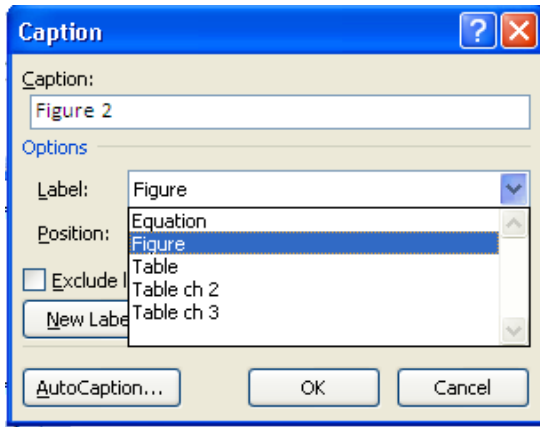 Caption
Caption:
Figure 2
Options
Label: Figure
Equation
Position: Figure
Table
Exclude
Table ch 2
New Table ch 3
AutoCaption... OK Cancel